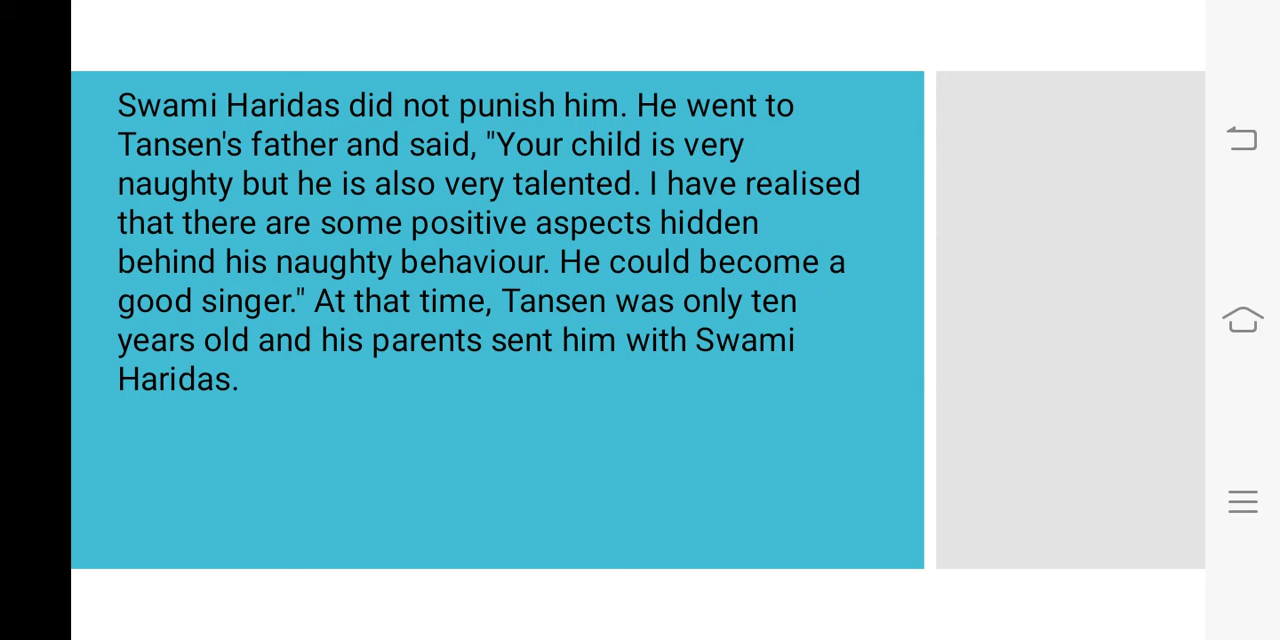 Swami Haridas did not punish him. He went to
Tansen's father and said, "Your child is very
naughty but he is also very talented. I have realised
that there are some positive aspects hidden
behind his naughty behaviour. He could become a
good singer." At that time, Tansen was only ten
years old and his parents sent him with Swami
Haridas.